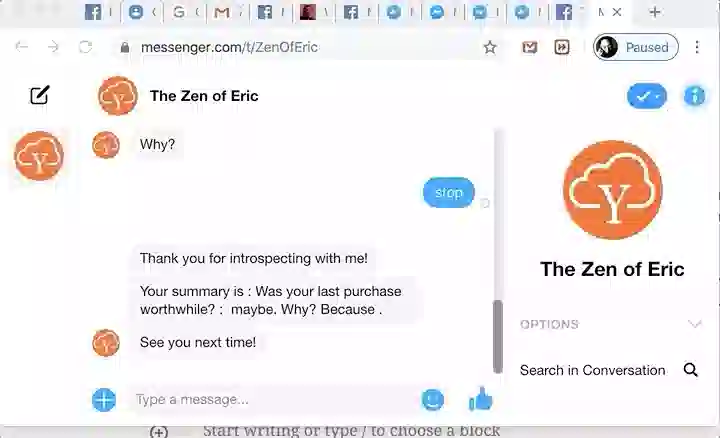 messenger.com/t/ZenOfEric
Paused
The Zen of Eric
Why?
stop
Thank you for introspecting with me!
Your summary is : Was your last purchase
worthwhile? : maybe. Why? Because .
See you next time!
Type a message...
Y
The Zen of Eric
OPTIONS
Search in Conversation
Start writing or type / to choose a block